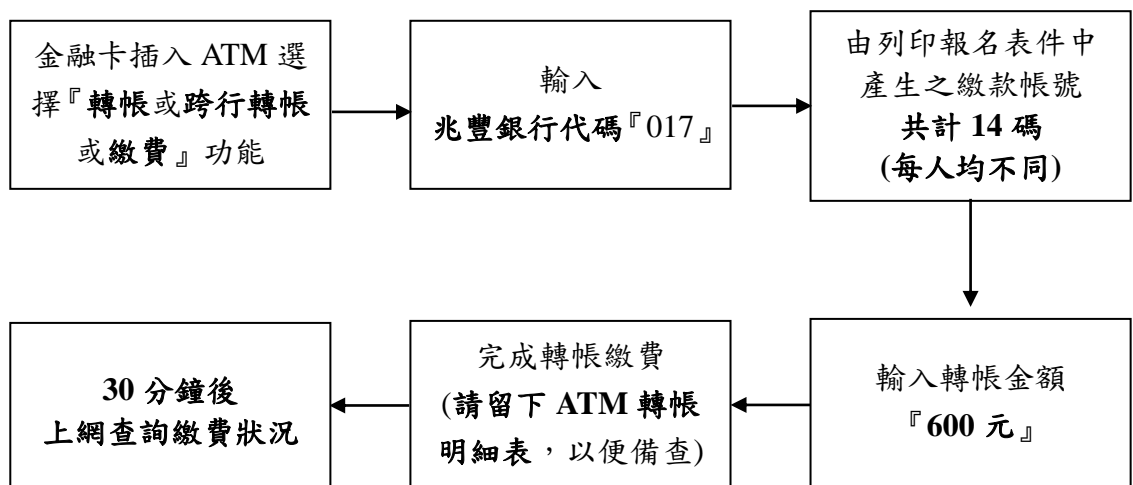 金融卡插入 ATM 選
擇『轉帳或跨行轉帳
或繳費』功能
輸入
兆豐銀行代碼『017』
由列印報名表件中
產生之繳款帳號
共計 14 碼
(每人均不同)
輸入轉帳金額
『600 元』
完成轉帳繳費
(請留下 ATM 轉帳
明細表，以便備查)
30 分鐘後
上網查詢繳費狀況